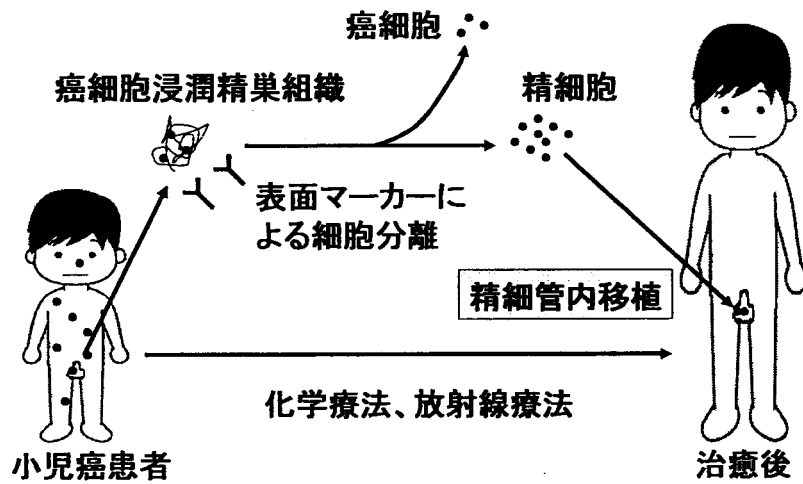 癌細胞
癌細胞浸潤精巣組織
精細胞
表面マーカーに
よる細胞分離
精細管内移植
化学療法、放射線療法
小児癌患者
治癒後